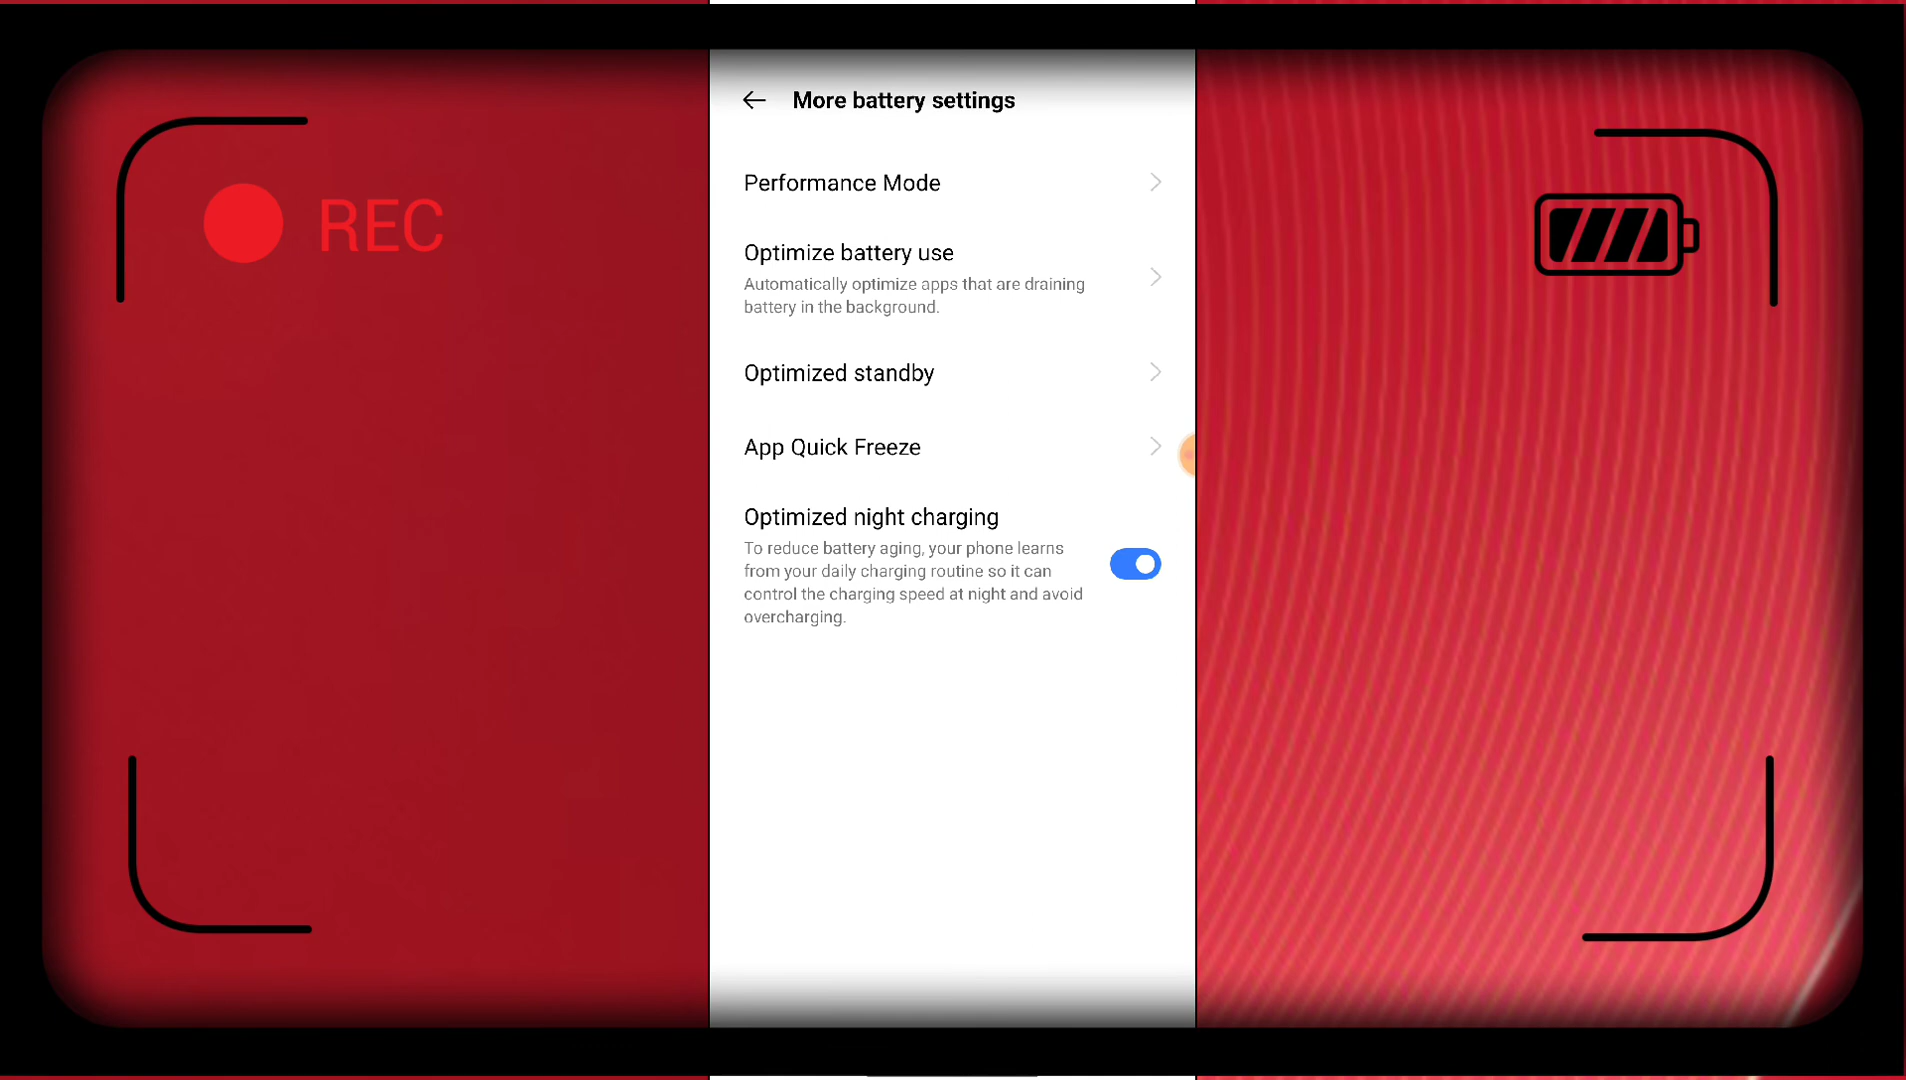 More battery settings
REC
Performance Mode
Optimize battery use
Automatically optimize apps that are draining
battery in the background.
Optimized standby
App Quick Freeze
Optimized night charging
To reduce battery aging, your phone learns
from your daily charging routine so it can
control the charging speed at night and avoid
overcharging.